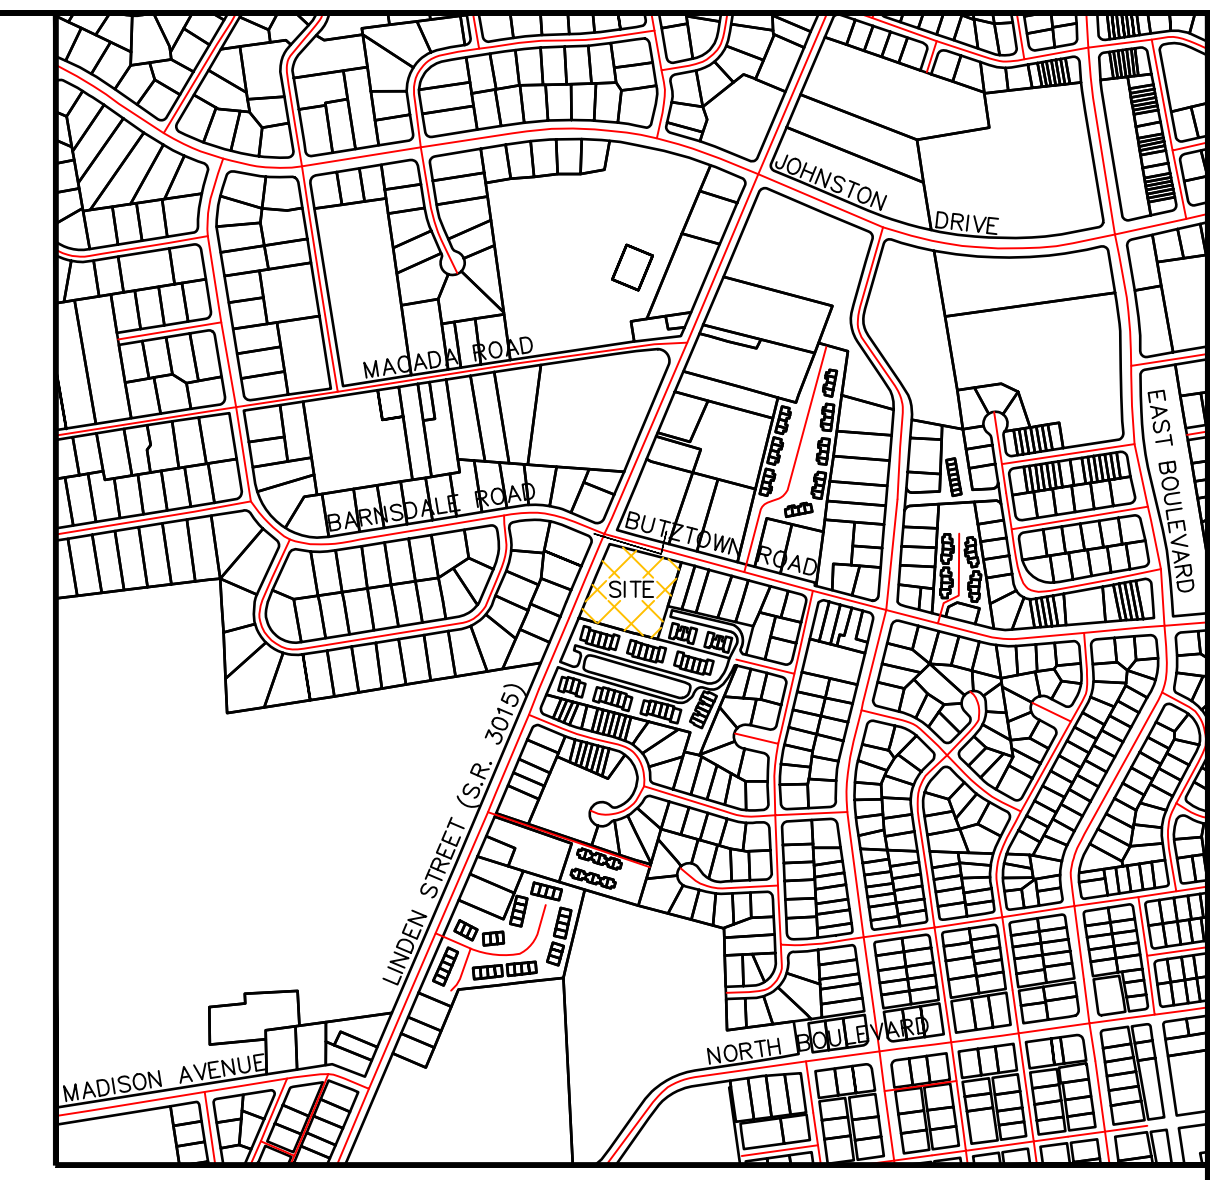 JOHNSTON
DRIVE
MACADA ROAD
EAST BOULEVARD
BARNSDALE ROAD
BUTZTOWN ROAD
SITE
LINDEN STREET (S.R. 3015)
NORTH BOULEVARD
MADISON AVENUE